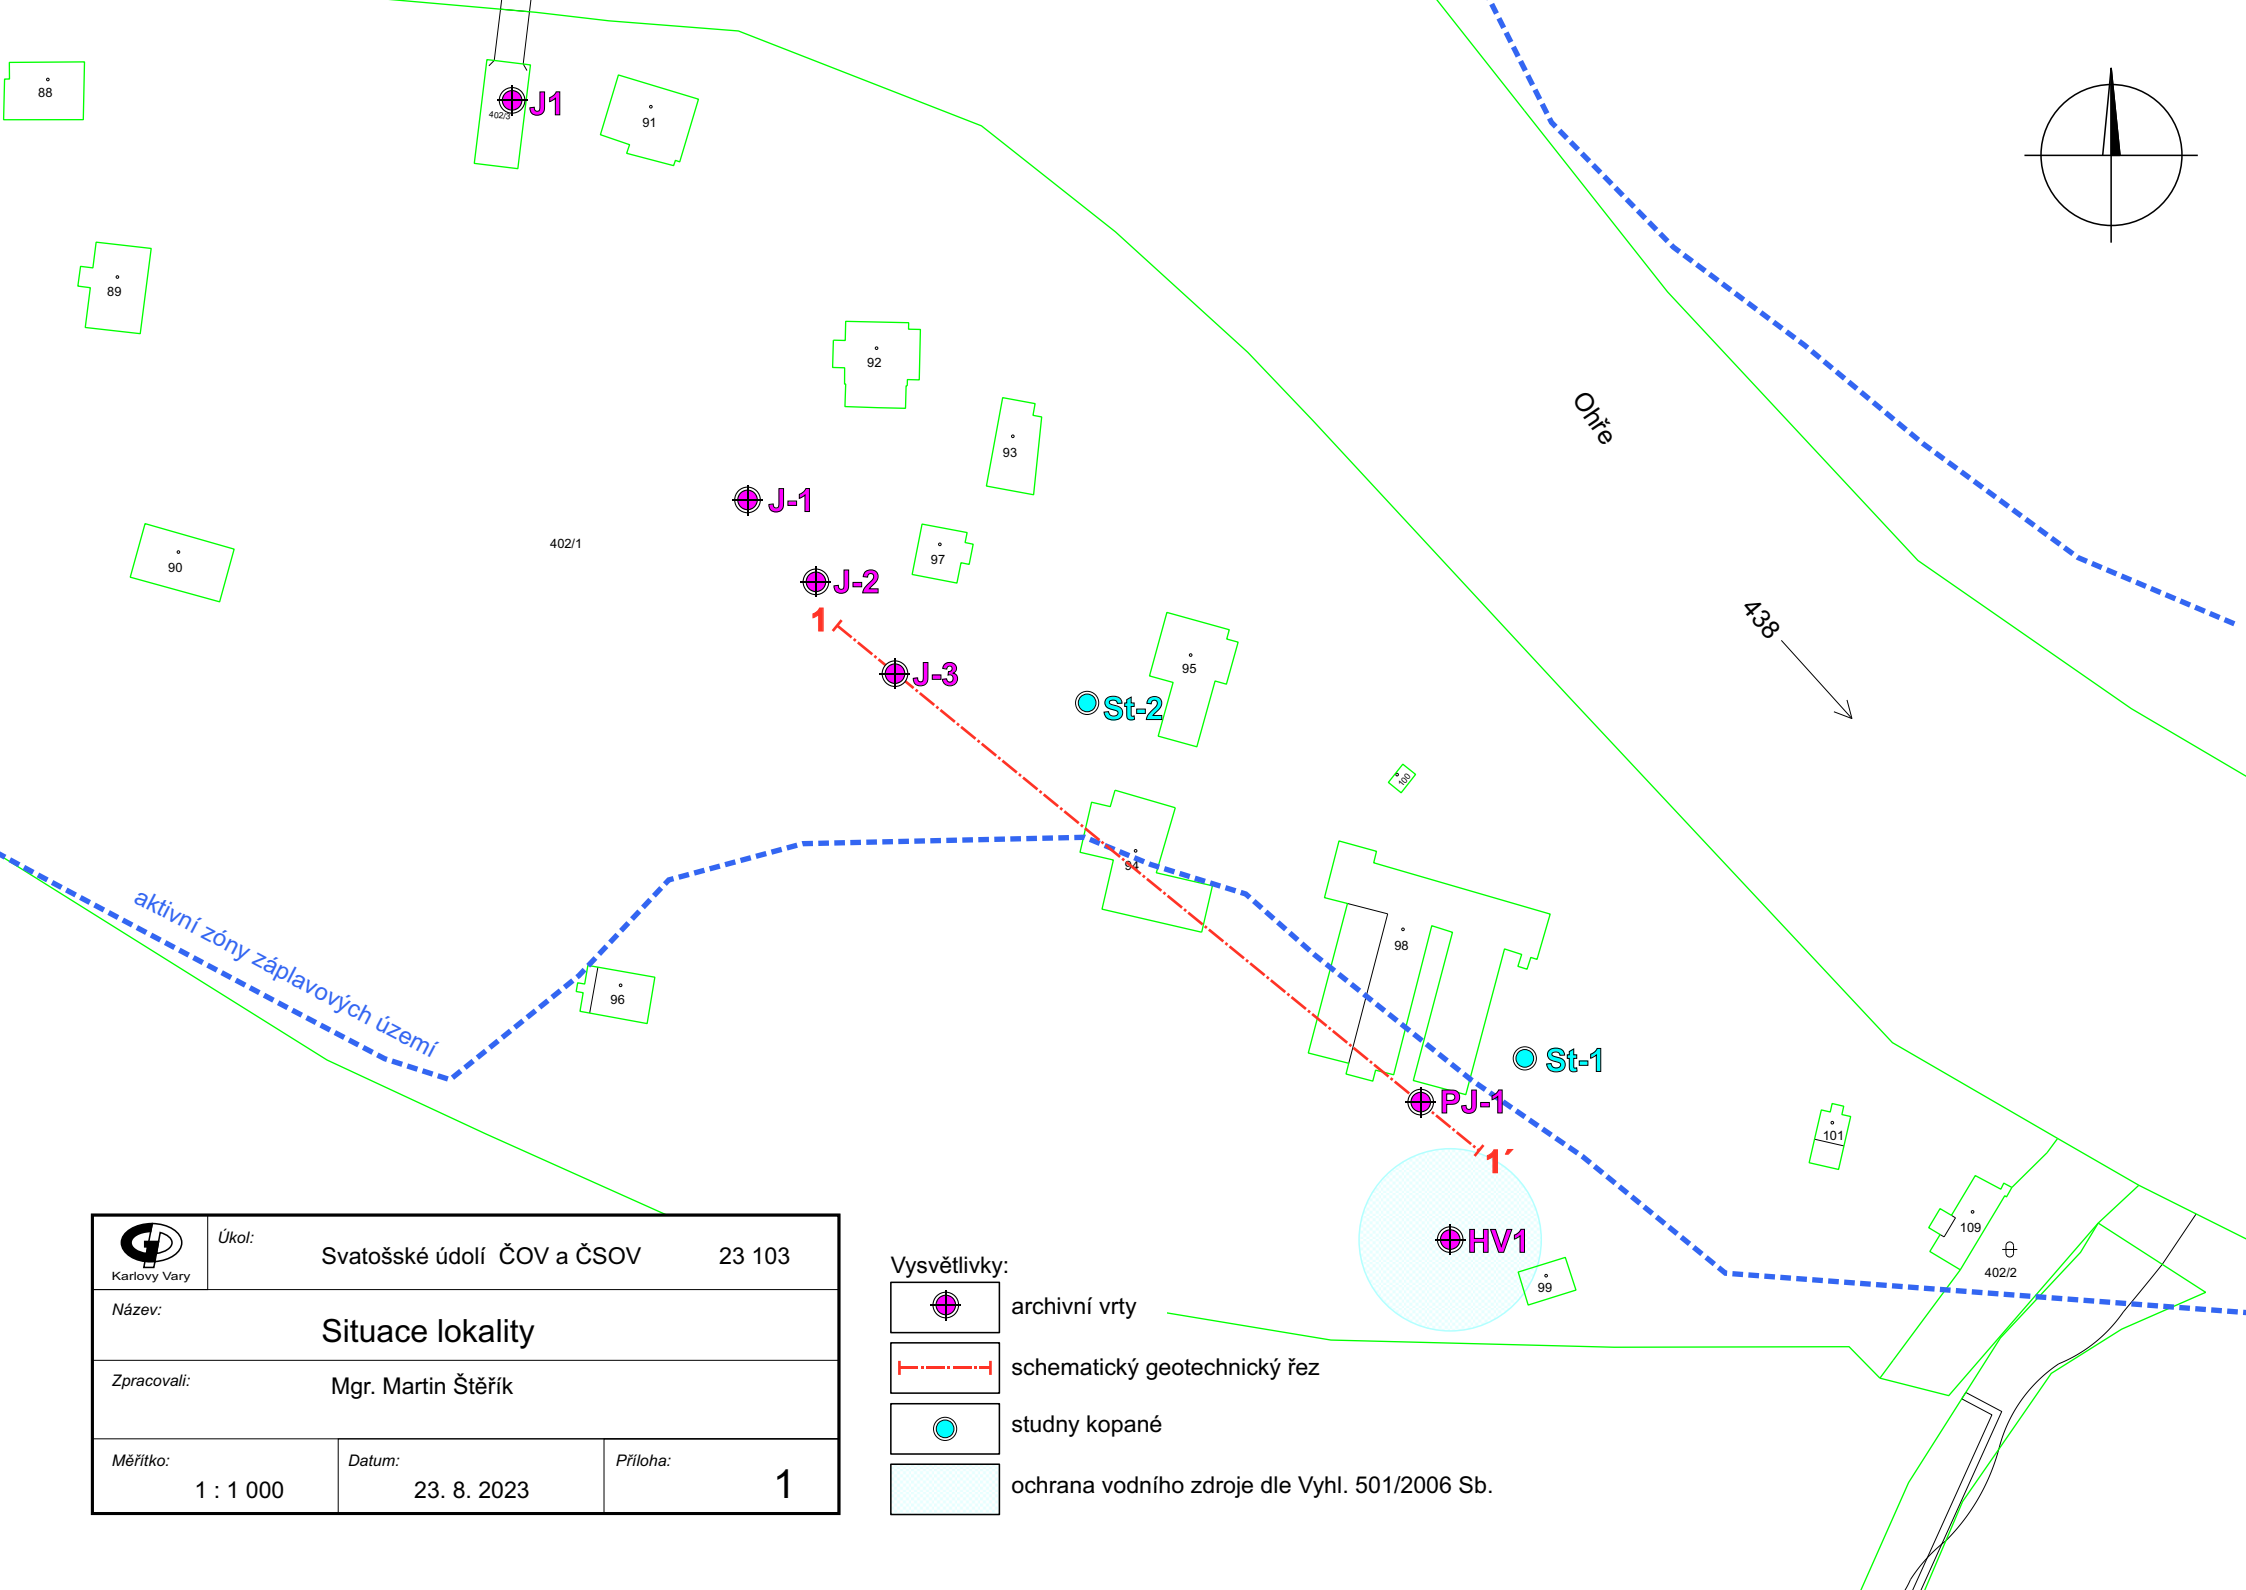 88
402/3
J1
91
89
92
Ohře
93
J-1
402/1
97
90
J-2
1
438
95
J-3
St-2
100
94
98
aktivní zóny záplavových území
96
St-1
PJ-1
101
1´
109
HV1
402/2
99
Karlovy Vary
Úkol:
Svatošské údolí ČOV a ČSOV 23 103
Název:
Situace lokality
Zpracovali:
Mgr. Martin Štěřík
Měřítko:
1 : 1 000
Datum:
23. 8. 2023
Příloha:
1
Vysvětlivky:
archivní vrty
schematický geotechnický řez
studny kopané
ochrana vodního zdroje dle Vyhl. 501/2006 Sb.